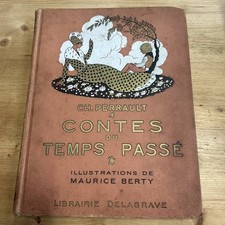 CH. PERRAULT
CONTES
DU
TEMPS PASSÉ
ILLUSTRATIONS DE
MAURICE BERTY
LIBRAIRIE DELAGRAVE